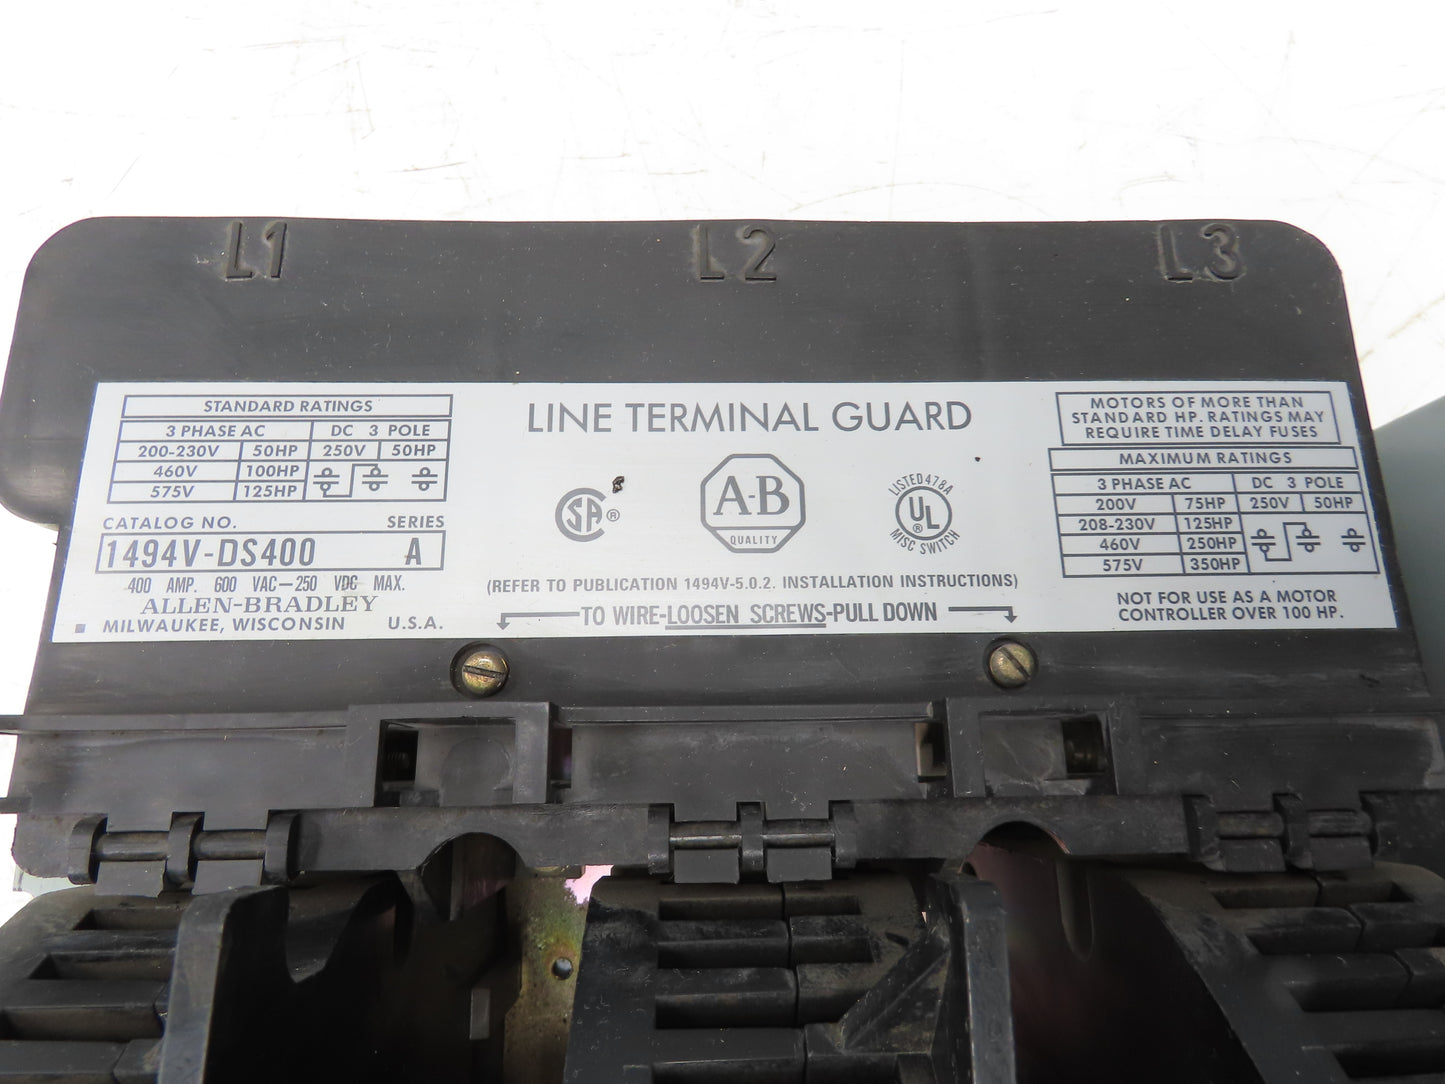 L1 L2 L3
STANDARD RATINGS
3 PHASE AC DC 3 POLE
200-230V 50HP 250V 50HP
460V 100HP
575V 125HP
CATALOG NO. SERIES
1494V-DS400 A
400 AMP. 600 VAC-250 VDC MAX.
ALLEN-BRADLEY
MILWAUKEE, WISCONSIN U.S.A.
LINE TERMINAL GUARD
SA ®
A-B
QUALITY
LISTED 478A
UL ®
MISC SWITCH
(REFER TO PUBLICATION 1494V-5.0.2. INSTALLATION INSTRUCTIONS)
TO WIRE-LOOSEN SCREWS-PULL DOWN
MOTORS OF MORE THAN
STANDARD HP. RATINGS MAY
REQUIRE TIME DELAY FUSES
MAXIMUM RATINGS
3 PHASE AC DC 3 POLE
200V 75HP 250V 50HP
208-230V 125HP
460V 250HP
575V 350HP
NOT FOR USE AS A MOTOR
CONTROLLER OVER 100 HP.